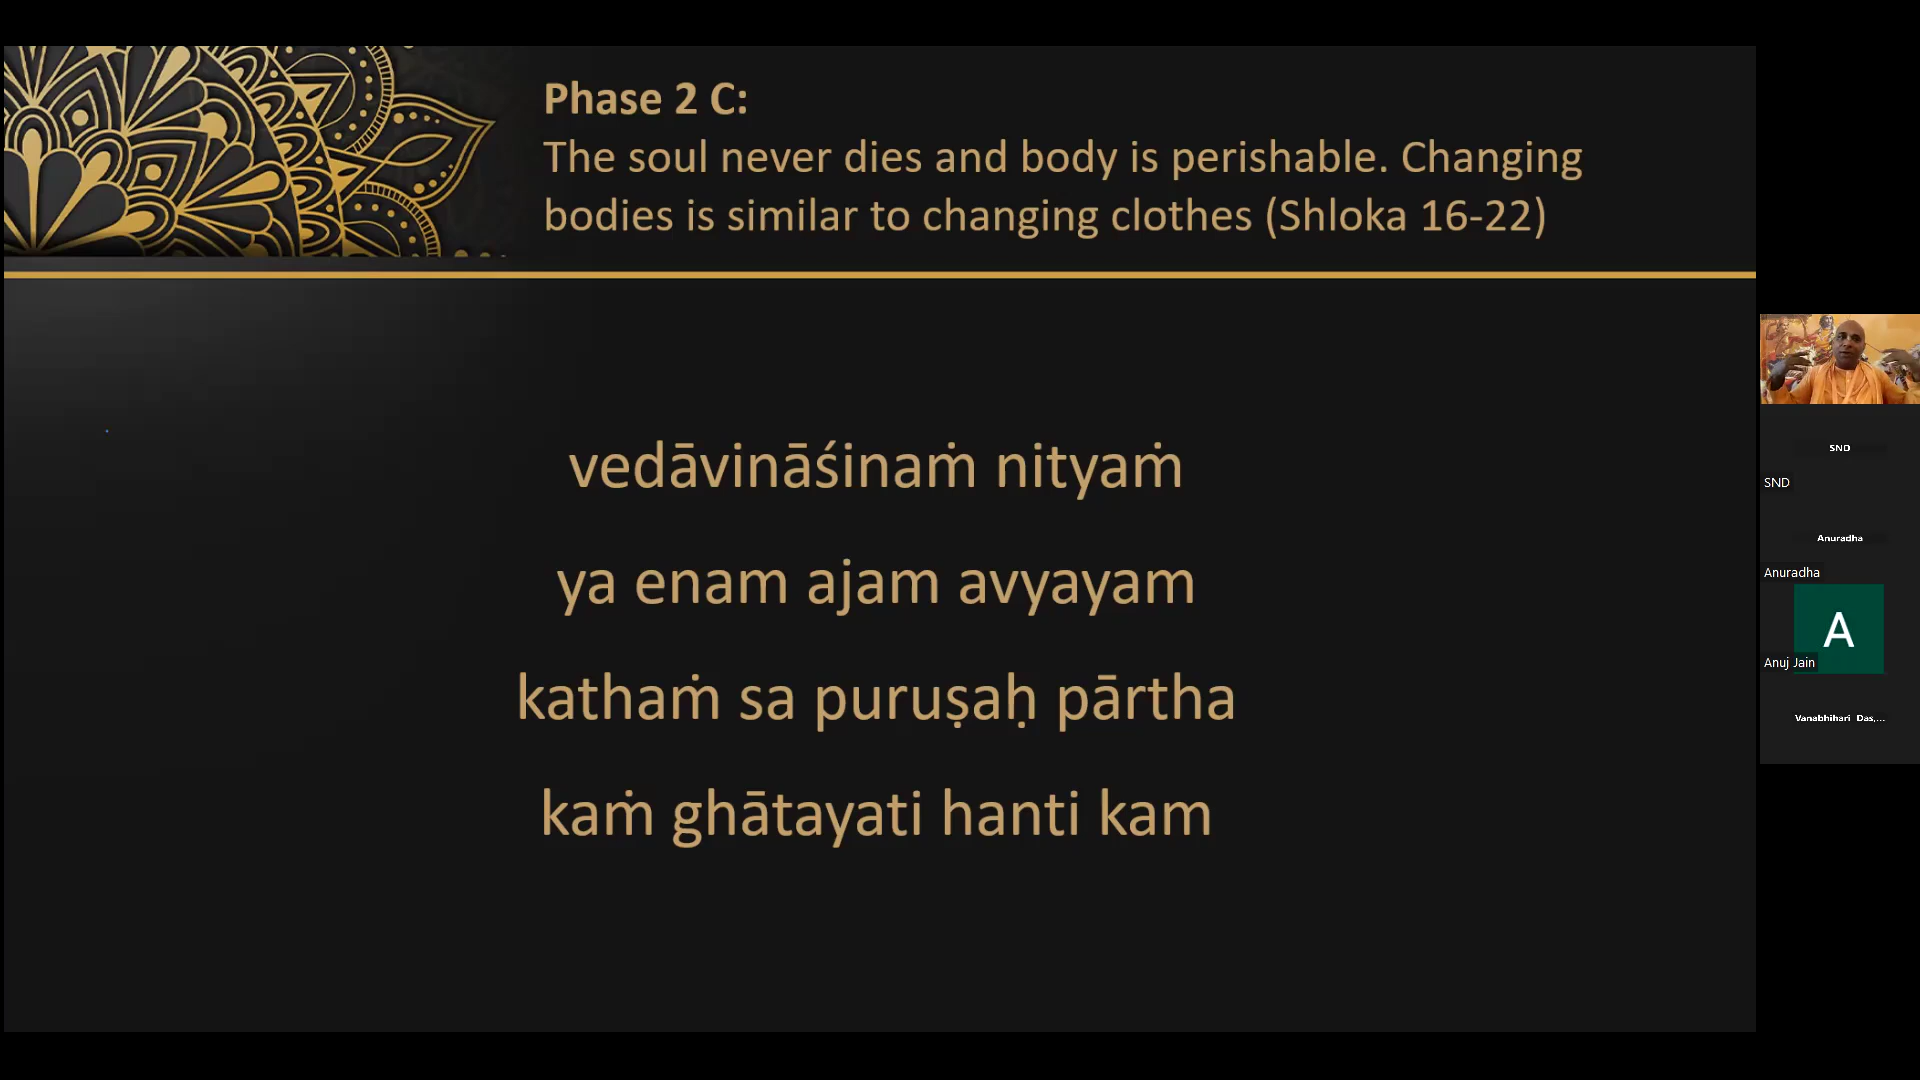 Phase 2 C:
The soul never dies and body is perishable. Changing
bodies is similar to changing clothes (Shloka 16-22)
vedāvināśinaṁ nityaṁ
ya enam ajam avyayam
kathaṁ sa puruṣaḥ pārtha
kaṁ ghātayati hanti kam
SND
SND
Anuradha
Anuradha
A
Anuj Jain
Vanabhihari Das,...